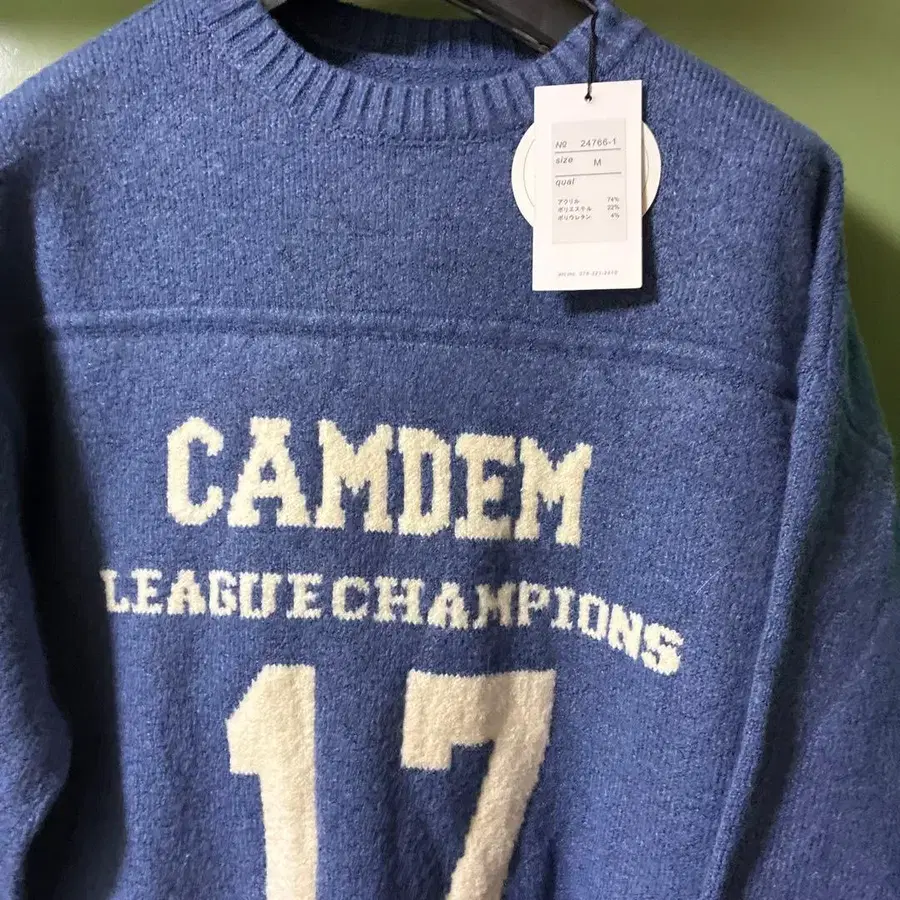 № 24766-1
size M
qual
アクリル 74%
ポリエステル 22%
ポリウレタン 4%
CAMDEM
LEAGUE CHAMPIONS
17